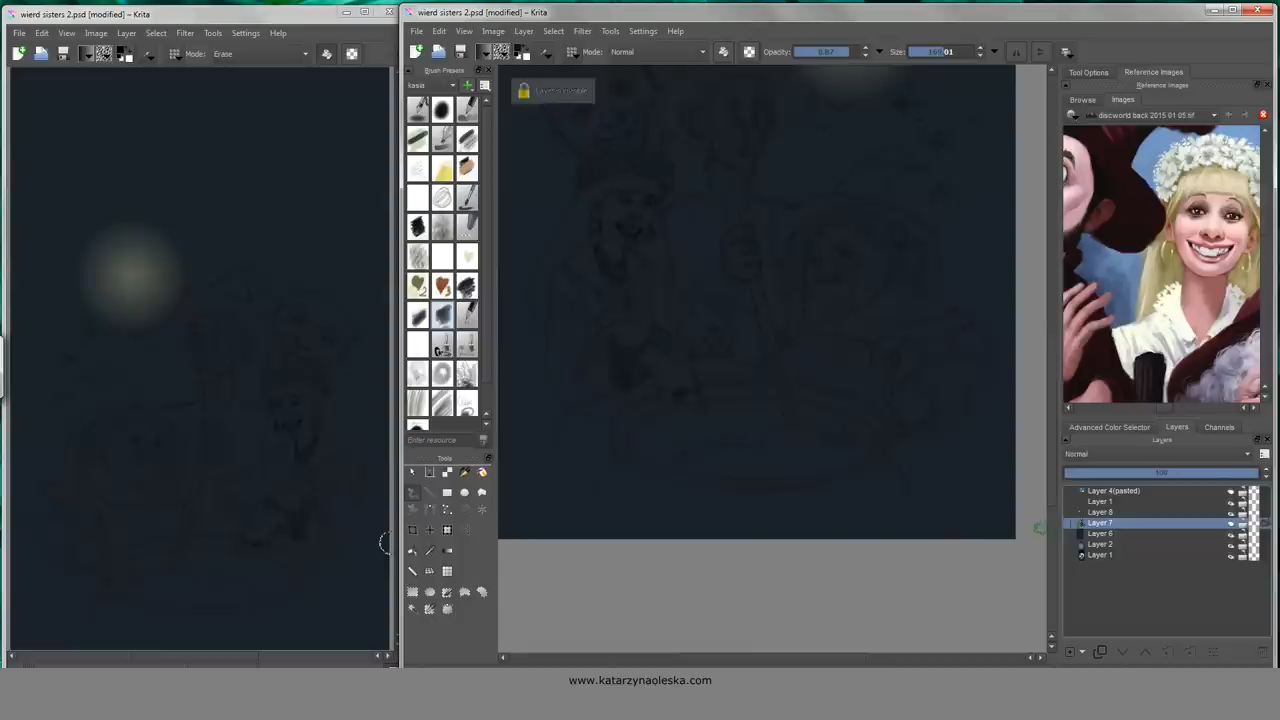 wierd sisters 2.psd [modified] - Krita
File Edit View Image Layer Select Filter Tools Settings Help
Mode: Erase
wierd sisters 2.psd [modified] - Krita
File Edit View Image Layer Select Filter Tools Settings Help
Mode: Normal
Opacity: 0.87
Size:
Brush Presets
kasia
Enter resource
Tools
Tool Options Reference Images
Reference Images
Browse Images
discworld back 2015 01 05.tif
Advanced Color Selector Layers Channels
Layers
Normal
100
Layer 4(pasted)
Layer 1
Layer 8
Layer 7
Layer 6
Layer 2
Layer 1
www.katarzynaoleska.com